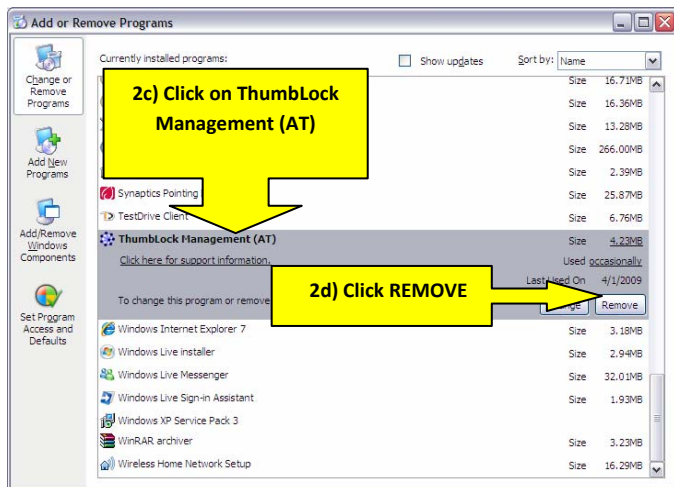 Add or Remove Programs
Change or
Remove
Programs
Add New
Programs
Add/Remove
Windows
Components
Set Program
Access and
Defaults
Currently installed programs:
Show updates
Sort by: Name
2c) Click on ThumbLock
Management (AT)
Size 16.71MB
Size 16.36MB
Size 13.28MB
Size 266.00MB
Size 2.39MB
Synaptics Pointing Size 25.87MB
TestDrive Client Size 6.76MB
ThumbLock Management (AT) Size 4.23MB
Click here for support information. Used occasionally
Last Used On 4/1/2009
2d) Click REMOVE
To change this program or remove
Remove
Windows Internet Explorer 7 Size 3.18MB
Windows Live installer Size 2.94MB
Windows Live Messenger Size 32.01MB
Windows Live Sign-in Assistant Size 1.93MB
Windows XP Service Pack 3
WinRAR archiver Size 3.23MB
Wireless Home Network Setup Size 16.29MB